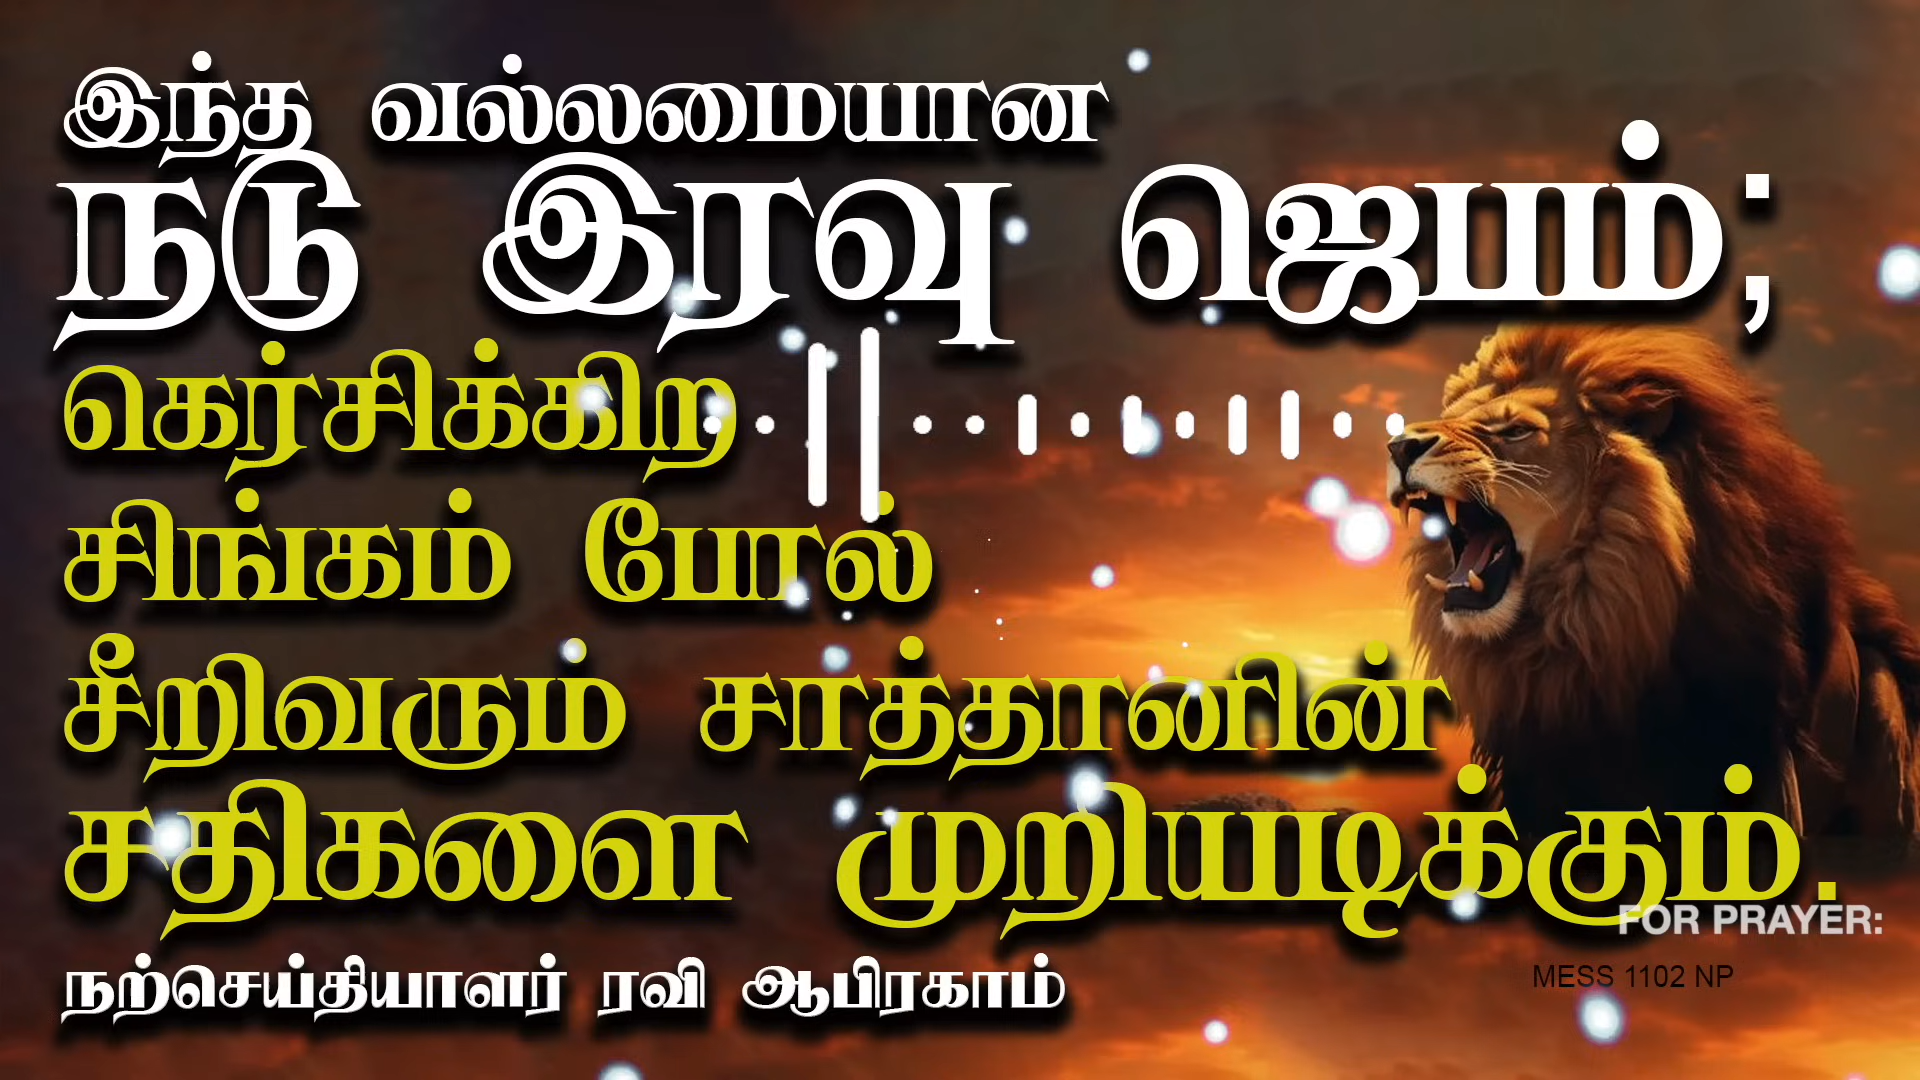 இந்த வல்லமையான
நடு இரவு ஜெபம்;
கெர்சிக்கிற
சிங்கம் போல்
சீறிவரும் சாத்தானின்
சதிகளை முறியடிக்கும்.
FOR PRAYER:
நற்செய்தியாளர் ரவி ஆபிரகாம்
MESS 1102 NP